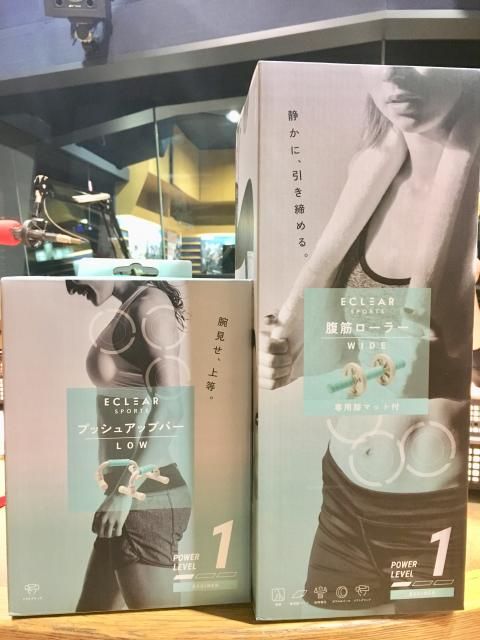 静かに、引き締める。
ECLEAR
SPORTS
腹筋ローラー
WIDE
専用膝マット付
POWER
LEVEL
1
BEGINNER
腕見せ、上等。
ECLEAR
SPORTS
プッシュアップバー
LOW
POWER
LEVEL
1
BEGINNER